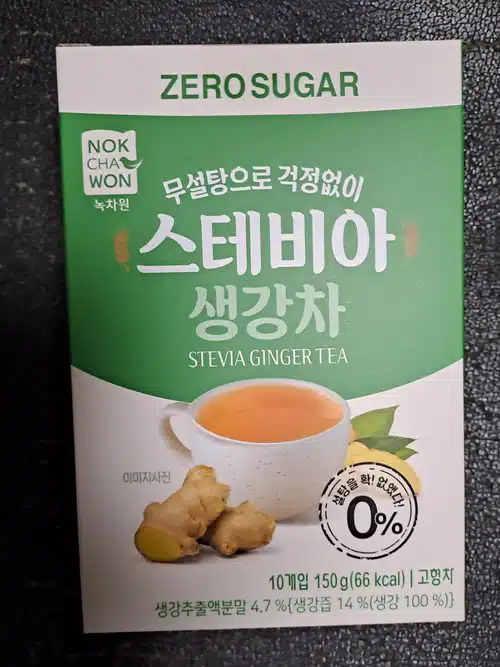 ZERO SUGAR
NOK
CHA
WON
녹차원
무설탕으로 걱정없이
스테비아
생강차
STEVIA GINGER TEA
이미지사진
설탕을 확! 없앴다!
0%
10개입 150g(66 kcal) | 고형차
생강추출액분말 4.7 %{생강즙 14 %(생강 100 %)}